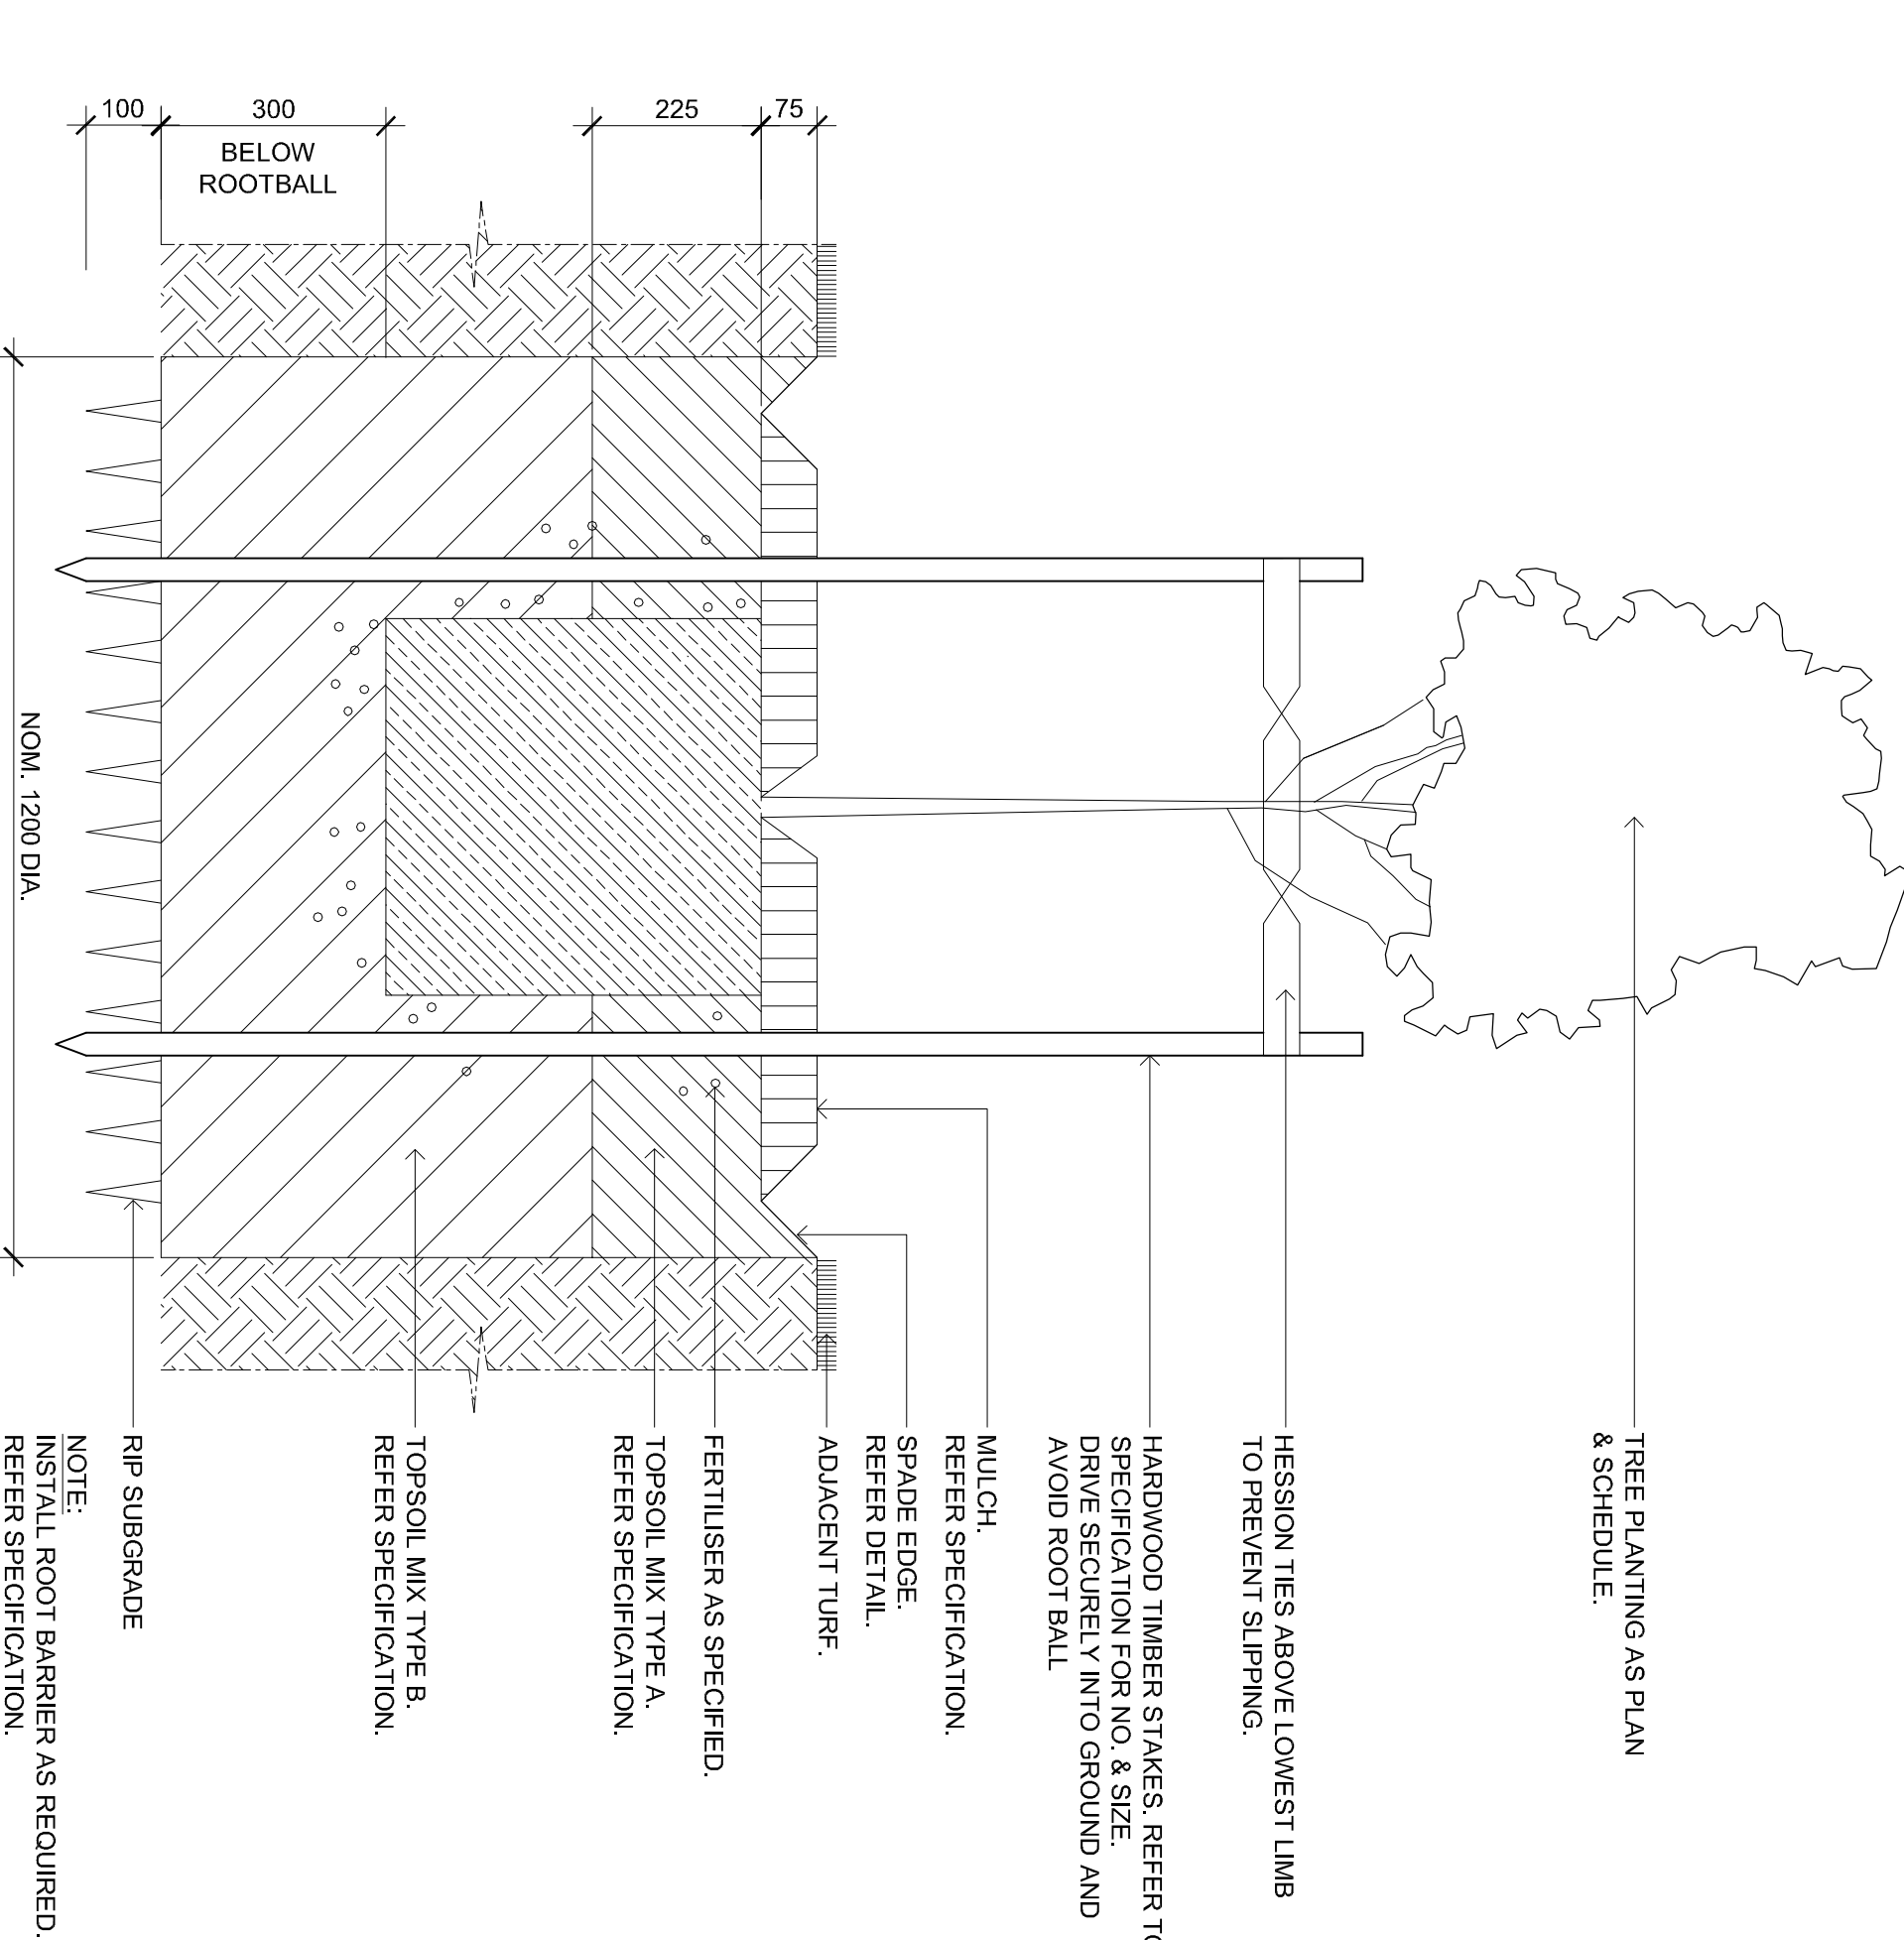 TREE PLANTING AS PLAN
& SCHEDULE.
HESSION TIES ABOVE LOWEST LIMB
TO PREVENT SLIPPING.
HARDWOOD TIMBER STAKES. REFER TO
SPECIFICATION FOR NO. & SIZE.
DRIVE SECURELY INTO GROUND AND
AVOID ROOT BALL
MULCH.
REFER SPECIFICATION.
SPADE EDGE.
REFER DETAIL.
ADJACENT TURF.
FERTILISER AS SPECIFIED.
TOPSOIL MIX TYPE A.
REFER SPECIFICATION.
TOPSOIL MIX TYPE B.
REFER SPECIFICATION.
RIP SUBGRADE
NOTE:
INSTALL ROOT BARRIER AS REQUIRED.
REFER SPECIFICATION.
75
225
300
BELOW
ROOTBALL
100
NOM. 1200 DIA.